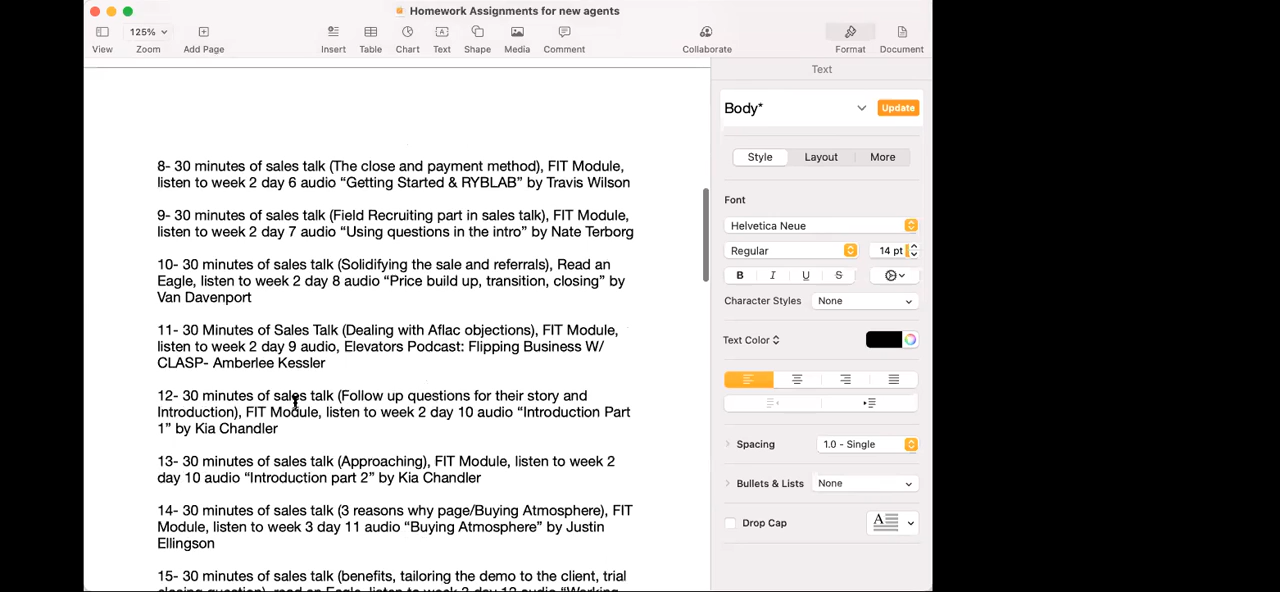 Homework Assignments for new agents
125%
View
Zoom
Add Page
Insert
Table
Chart
Text
Shape
Media
Comment
Collaborate
Format
Document
8- 30 minutes of sales talk (The close and payment method), FIT Module,
listen to week 2 day 6 audio “Getting Started & RYBLAB” by Travis Wilson
9- 30 minutes of sales talk (Field Recruiting part in sales talk), FIT Module,
listen to week 2 day 7 audio “Using questions in the intro” by Nate Terborg
10- 30 minutes of sales talk (Solidifying the sale and referrals), Read an
Eagle, listen to week 2 day 8 audio “Price build up, transition, closing” by
Van Davenport
11- 30 Minutes of Sales Talk (Dealing with Aflac objections), FIT Module,
listen to week 2 day 9 audio, Elevators Podcast: Flipping Business W/
CLASP- Amberlee Kessler
12- 30 minutes of sales talk (Follow up questions for their story and
Introduction), FIT Module, listen to week 2 day 10 audio “Introduction Part
1” by Kia Chandler
13- 30 minutes of sales talk (Approaching), FIT Module, listen to week 2
day 10 audio “Introduction part 2” by Kia Chandler
14- 30 minutes of sales talk (3 reasons why page/Buying Atmosphere), FIT
Module, listen to week 3 day 11 audio “Buying Atmosphere” by Justin
Ellingson
15- 30 minutes of sales talk (benefits, tailoring the demo to the client, trial
closing question), read an Eagle, listen to week 3 day 12 audio “Working
Text
Body*
Update
Style
Layout
More
Font
Helvetica Neue
Regular
14 pt
B I U S
Character Styles
None
Text Color
Spacing
1.0 - Single
Bullets & Lists
None
Drop Cap
A